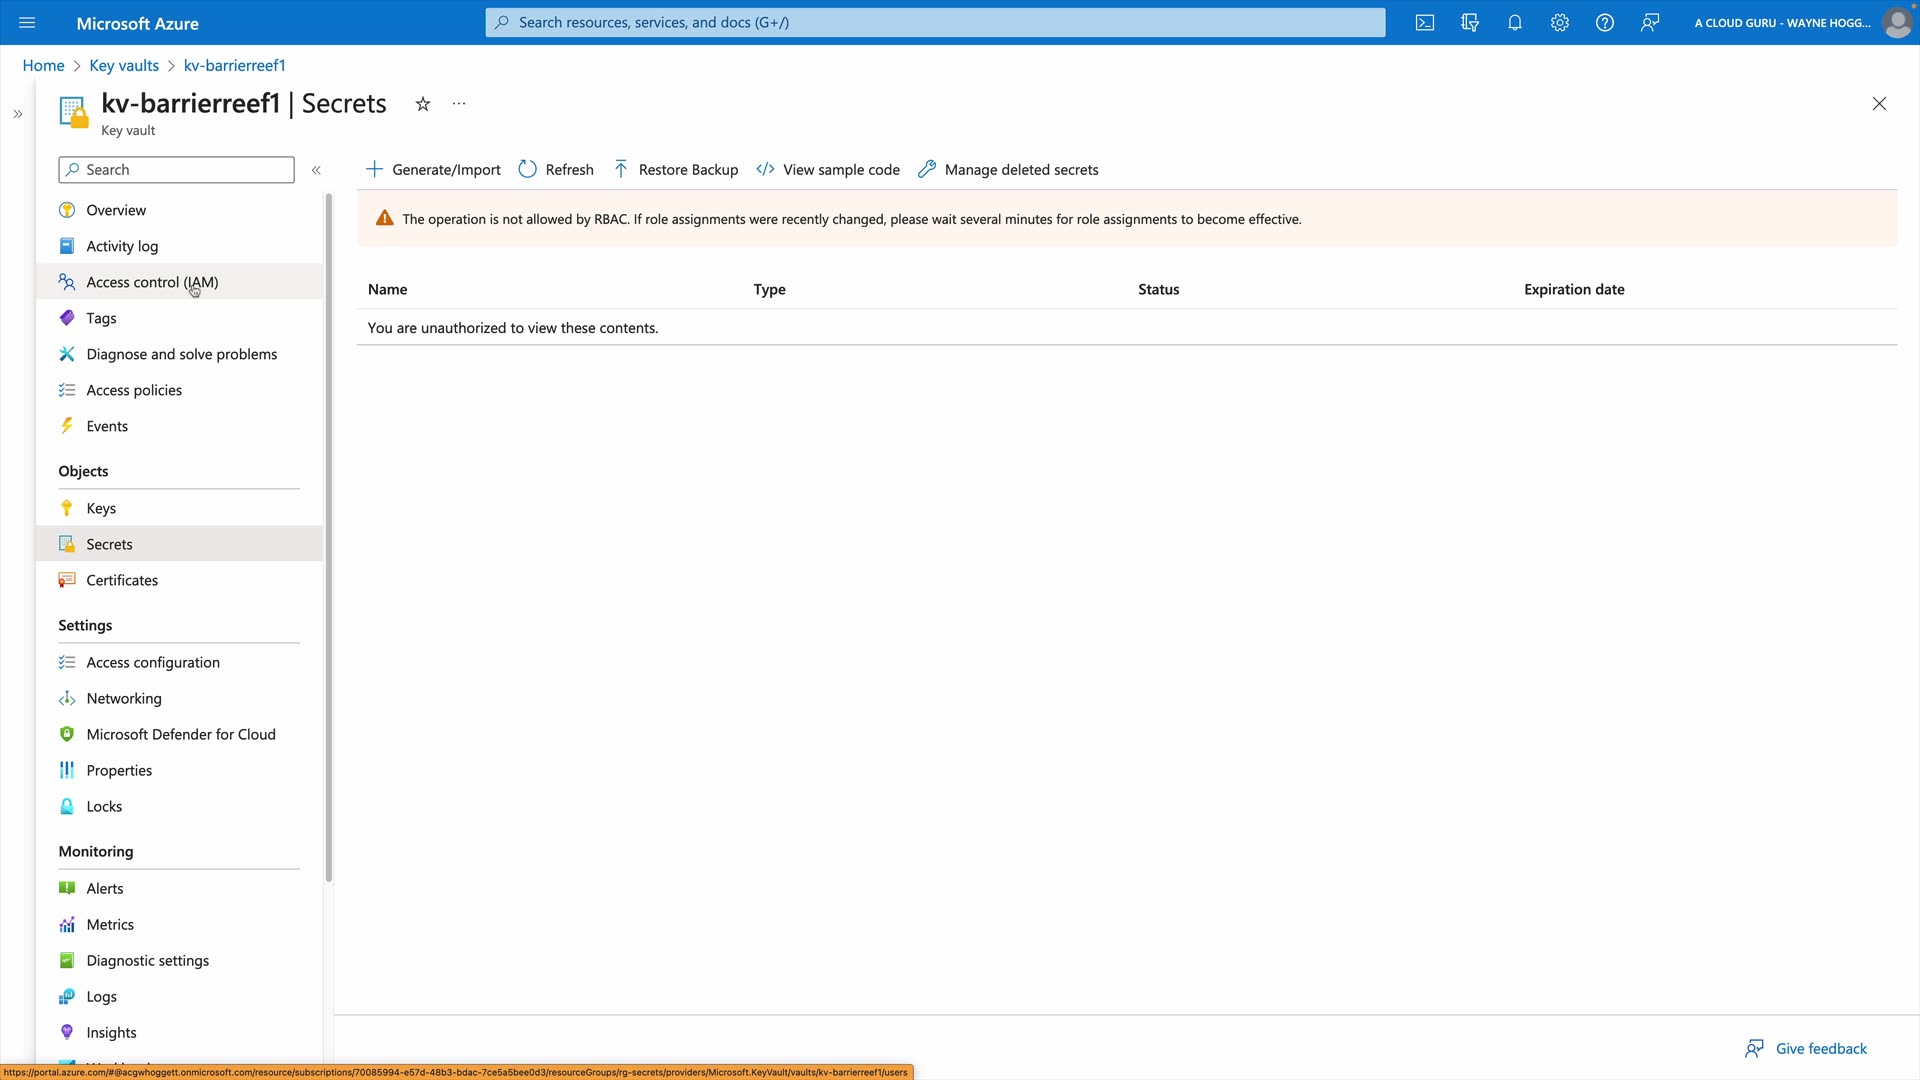 Microsoft Azure
Search resources, services, and docs (G+/)
A CLOUD GURU - WAYNE HOGG...
Home > Key vaults > kv-barrierreef1
kv-barrierreef1 | Secrets
Key vault
Search
Generate/Import
Refresh
Restore Backup
View sample code
Manage deleted secrets
The operation is not allowed by RBAC. If role assignments were recently changed, please wait several minutes for role assignments to become effective.
Name Type Status Expiration date
You are unauthorized to view these contents.
Overview
Activity log
Access control (IAM)
Tags
Diagnose and solve problems
Access policies
Events
Objects
Keys
Secrets
Certificates
Settings
Access configuration
Networking
Microsoft Defender for Cloud
Properties
Locks
Monitoring
Alerts
Metrics
Diagnostic settings
Logs
Insights
Give feedback
https://portal.azure.com/#@acgwhoggett.onmicrosoft.com/resource/subscriptions/70085994-e57d-48b3-bdac-7ce5a5bee0d3/resourceGroups/rg-secrets/providers/Microsoft.KeyVault/vaults/kv-barrierreef1/users